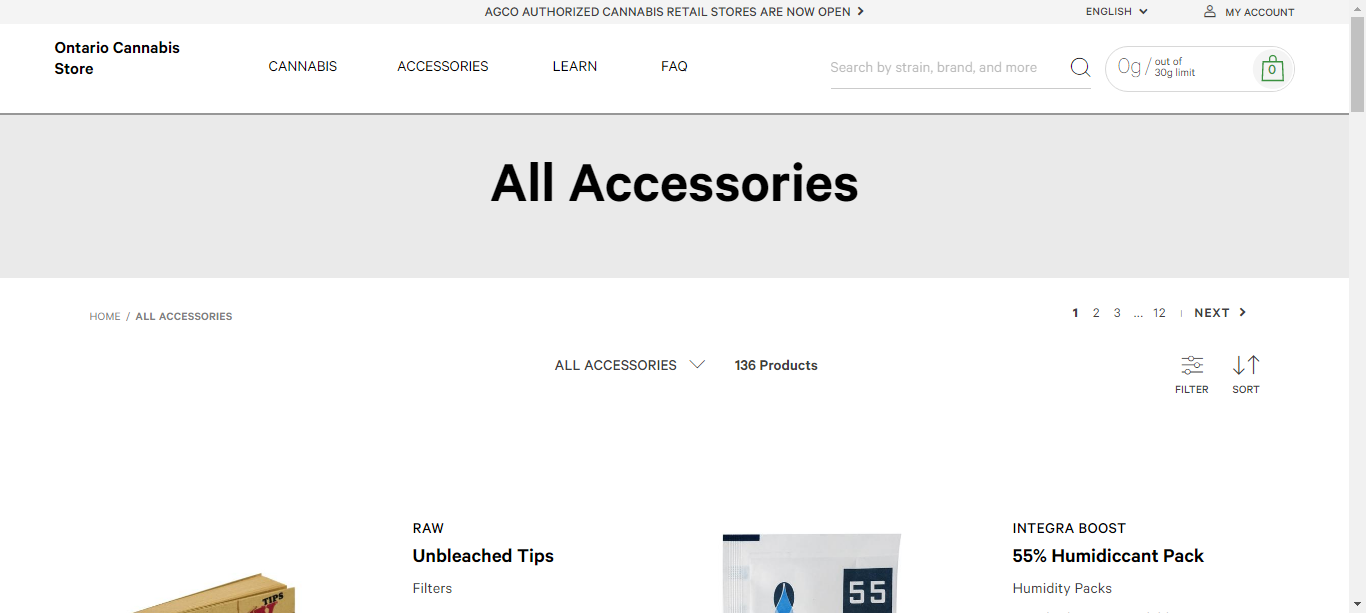 AGCO AUTHORIZED CANNABIS RETAIL STORES ARE NOW OPEN
ENGLISH
MY ACCOUNT
Ontario Cannabis
Store
CANNABIS
ACCESSORIES
LEARN
FAQ
Search by strain, brand, and more
0g / out of
30g limit
0
All Accessories
HOME / ALL ACCESSORIES
1 2 3 ... 12 | NEXT
ALL ACCESSORIES
136 Products
FILTER
SORT
RAW
Unbleached Tips
Filters
TIPS
55
INTEGRA BOOST
55% Humidiccant Pack
Humidity Packs